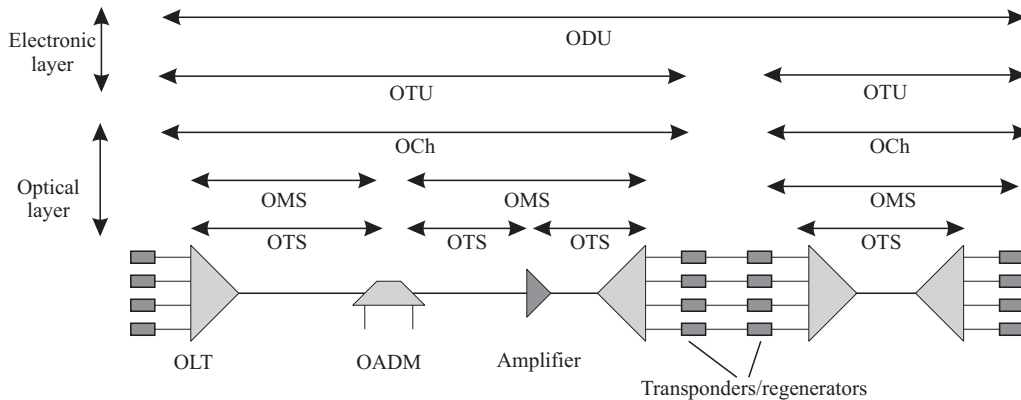 Electronic
layer
ODU
OTU
OTU
OCh
OCh
Optical
layer
OMS
OMS
OMS
OTS
OTS
OTS
OTS
OLT
OADM
Amplifier
Transponders/regenerators